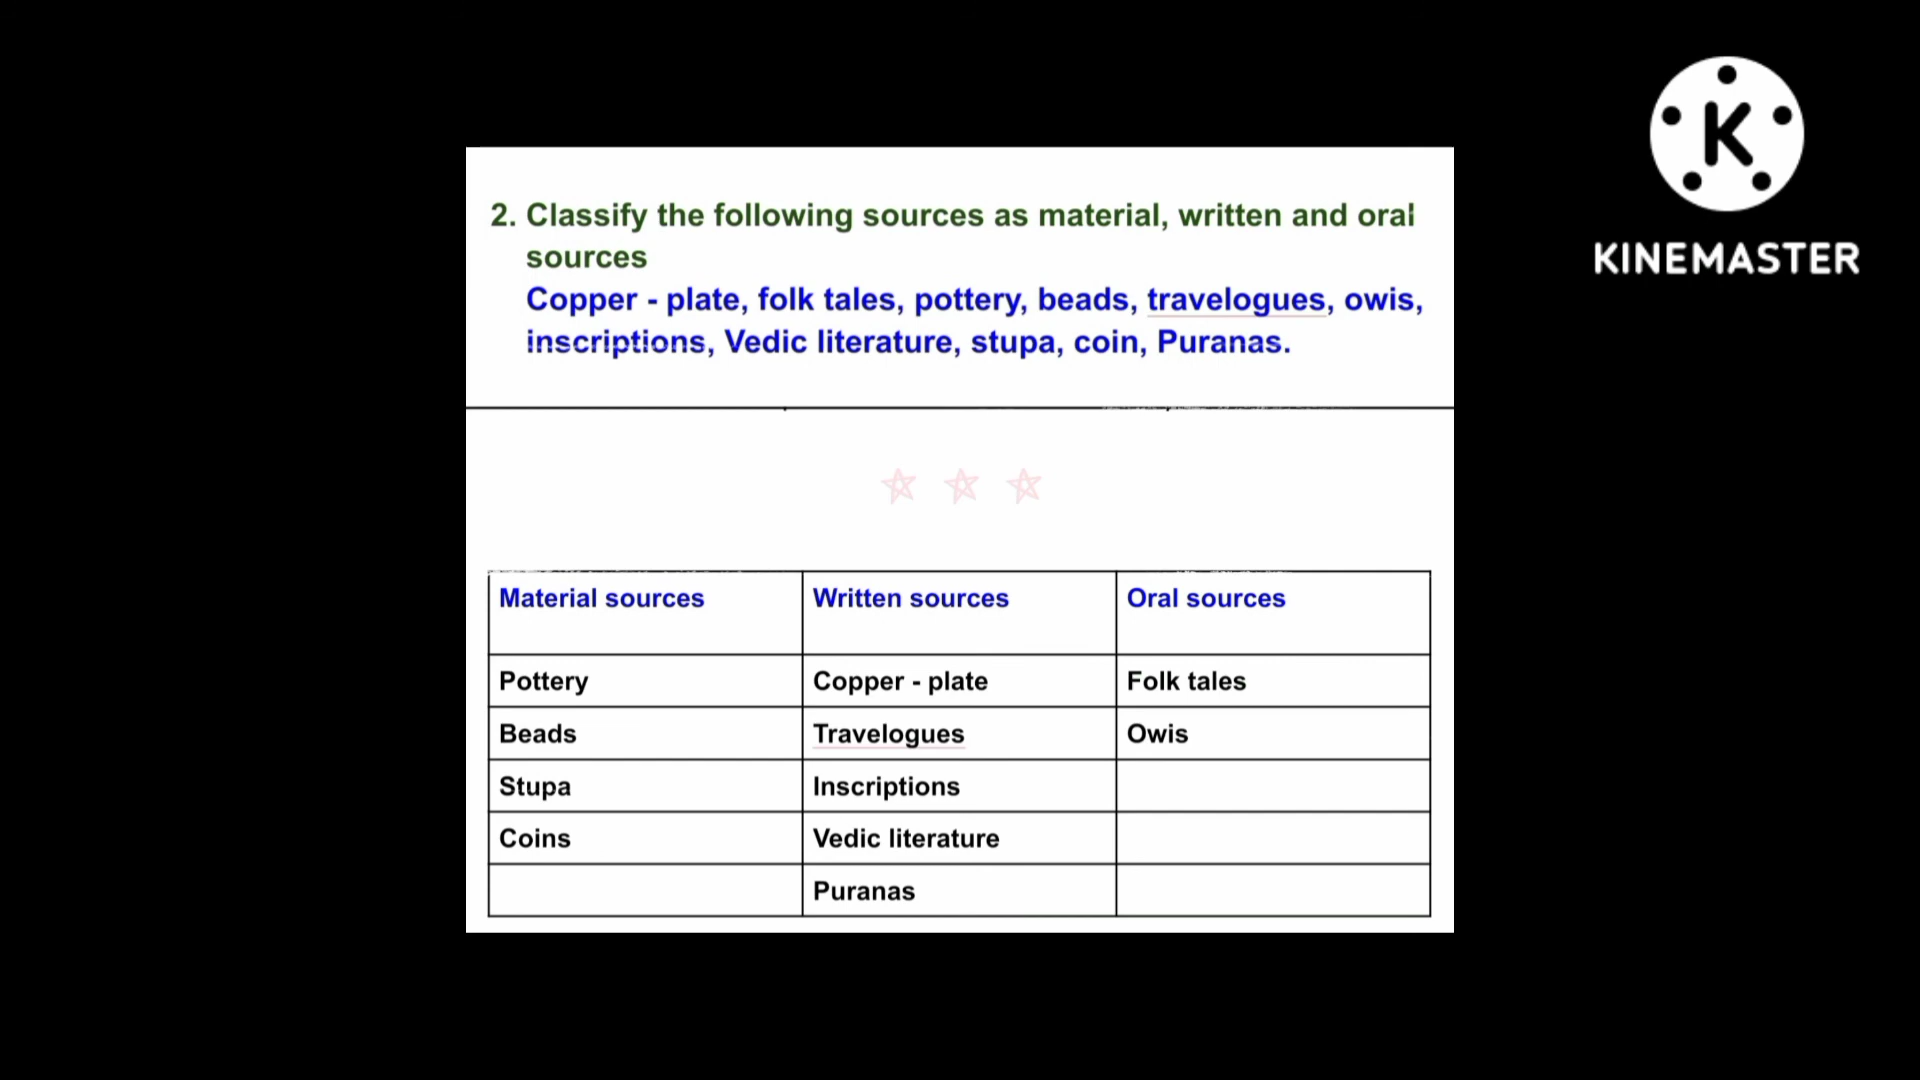 K
KINEMASTER
2. Classify the following sources as material, written and oral
sources
Copper - plate, folk tales, pottery, beads, travelogues, owis,
inscriptions, Vedic literature, stupa, coin, Puranas.
Material sources Written sources Oral sources
Pottery Copper - plate Folk tales
Beads Travelogues Owis
Stupa Inscriptions
Coins Vedic literature
Puranas